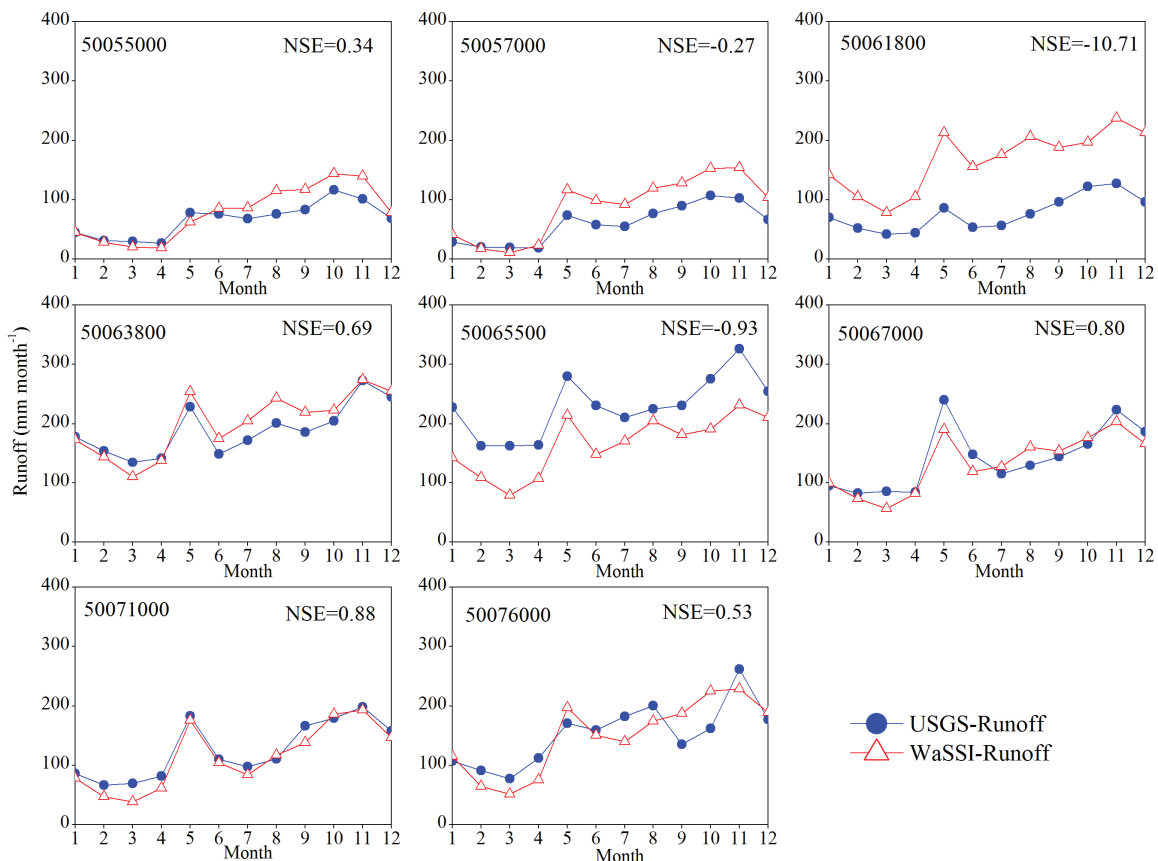 400
300
200
100
0
50055000
NSE=0.34
1 2 3 4 5 6 7 8 9 10 11 12
Month
400
300
200
100
0
50057000
NSE=-0.27
1 2 3 4 5 6 7 8 9 10 11 12
Month
400
300
200
100
0
50061800
NSE=-10.71
1 2 3 4 5 6 7 8 9 10 11 12
Month
Runoff (mm month⁻¹)
400
300
200
100
0
50063800
NSE=0.69
1 2 3 4 5 6 7 8 9 10 11 12
Month
400
300
200
100
0
50065500
NSE=-0.93
1 2 3 4 5 6 7 8 9 10 11 12
Month
400
300
200
100
0
50067000
NSE=0.80
1 2 3 4 5 6 7 8 9 10 11 12
Month
400
300
200
100
0
50071000
NSE=0.88
1 2 3 4 5 6 7 8 9 10 11 12
Month
400
300
200
100
0
50076000
NSE=0.53
1 2 3 4 5 6 7 8 9 10 11 12
Month
USGS-Runoff
WaSSI-Runoff